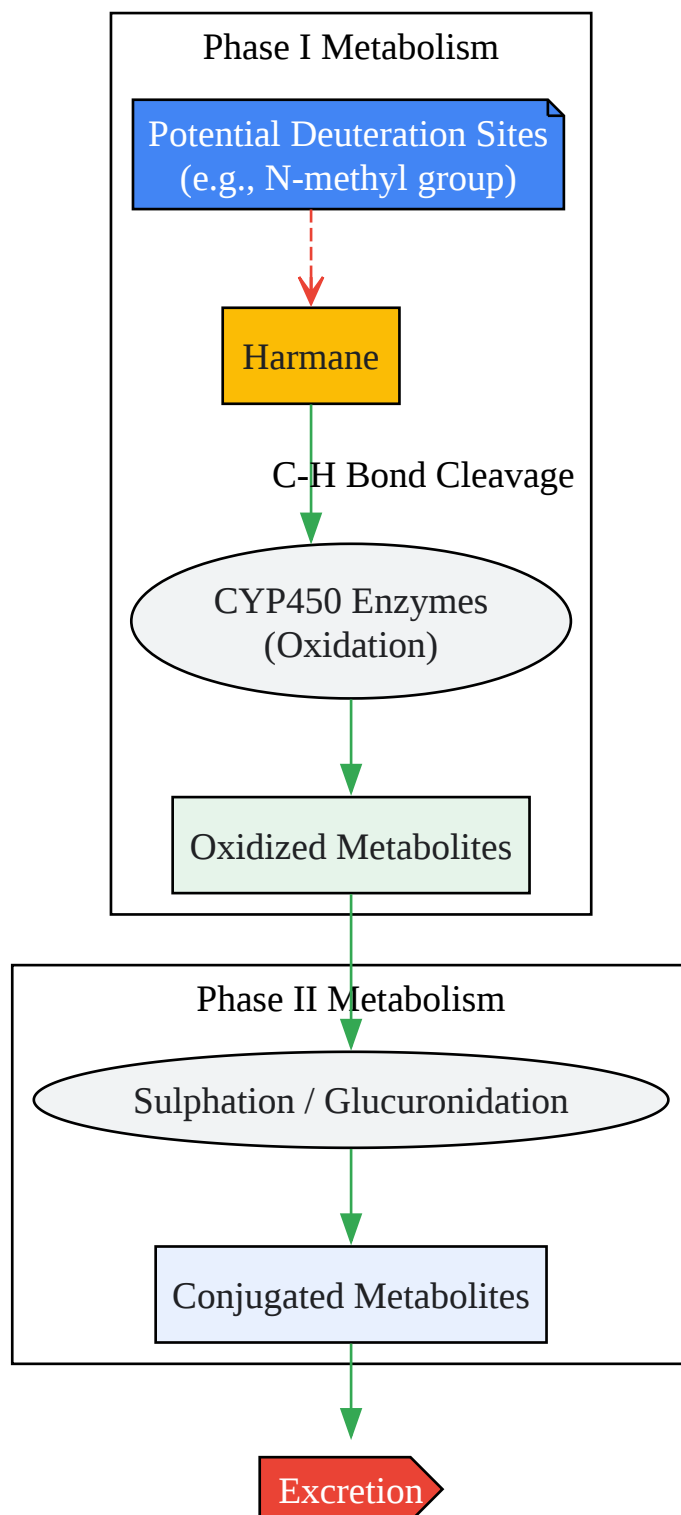 Phase I Metabolism
Potential Deuteration Sites
(e.g., N-methyl group)
Harmane
C-H Bond Cleavage
CYP450 Enzymes
(Oxidation)
Oxidized Metabolites
Phase II Metabolism
Sulphation / Glucuronidation
Conjugated Metabolites
Excretion